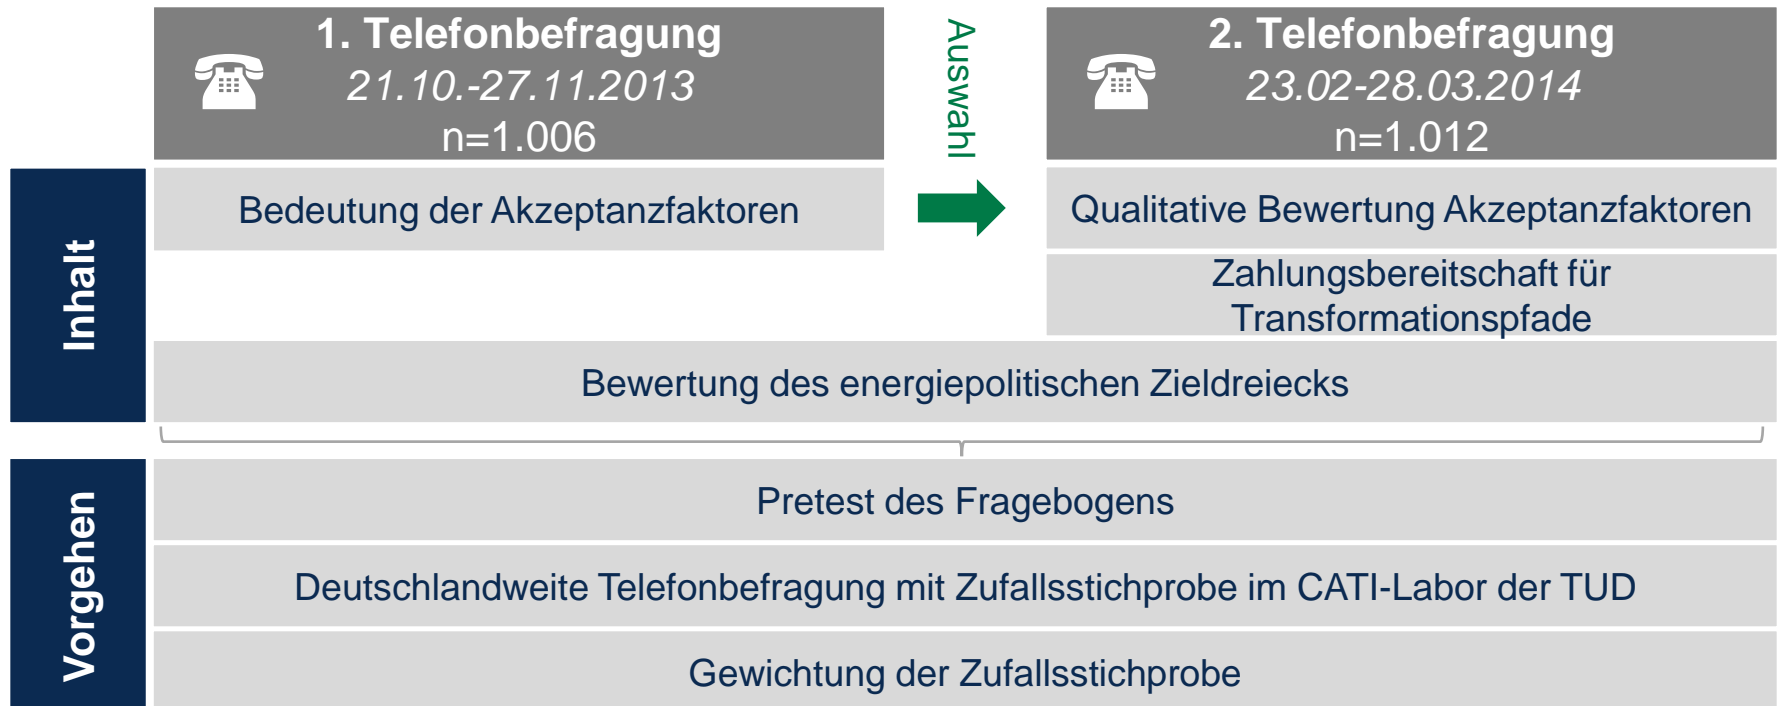 1. Telefonbefragung
21.10.-27.11.2013
n=1.006
Auswahl
2. Telefonbefragung
23.02-28.03.2014
n=1.012
Inhalt
Bedeutung der Akzeptanzfaktoren
Qualitative Bewertung Akzeptanzfaktoren
Zahlungsbereitschaft für
Transformationspfade
Bewertung des energiepolitischen Zieldreiecks
Vorgehen
Pretest des Fragebogens
Deutschlandweite Telefonbefragung mit Zufallsstichprobe im CATI-Labor der TUD
Gewichtung der Zufallsstichprobe